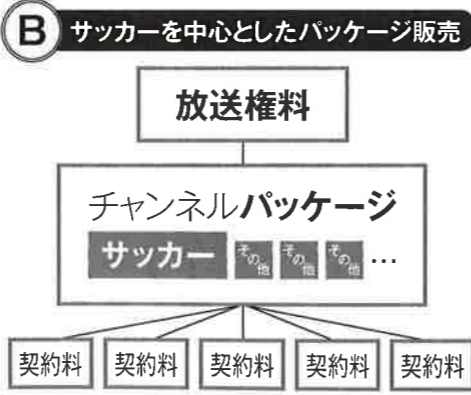 B サッカーを中心としたパッケージ販売
放送権料
チャンネルパッケージ
サッカー その他 その他 その他 …
契約料 契約料 契約料 契約料 契約料